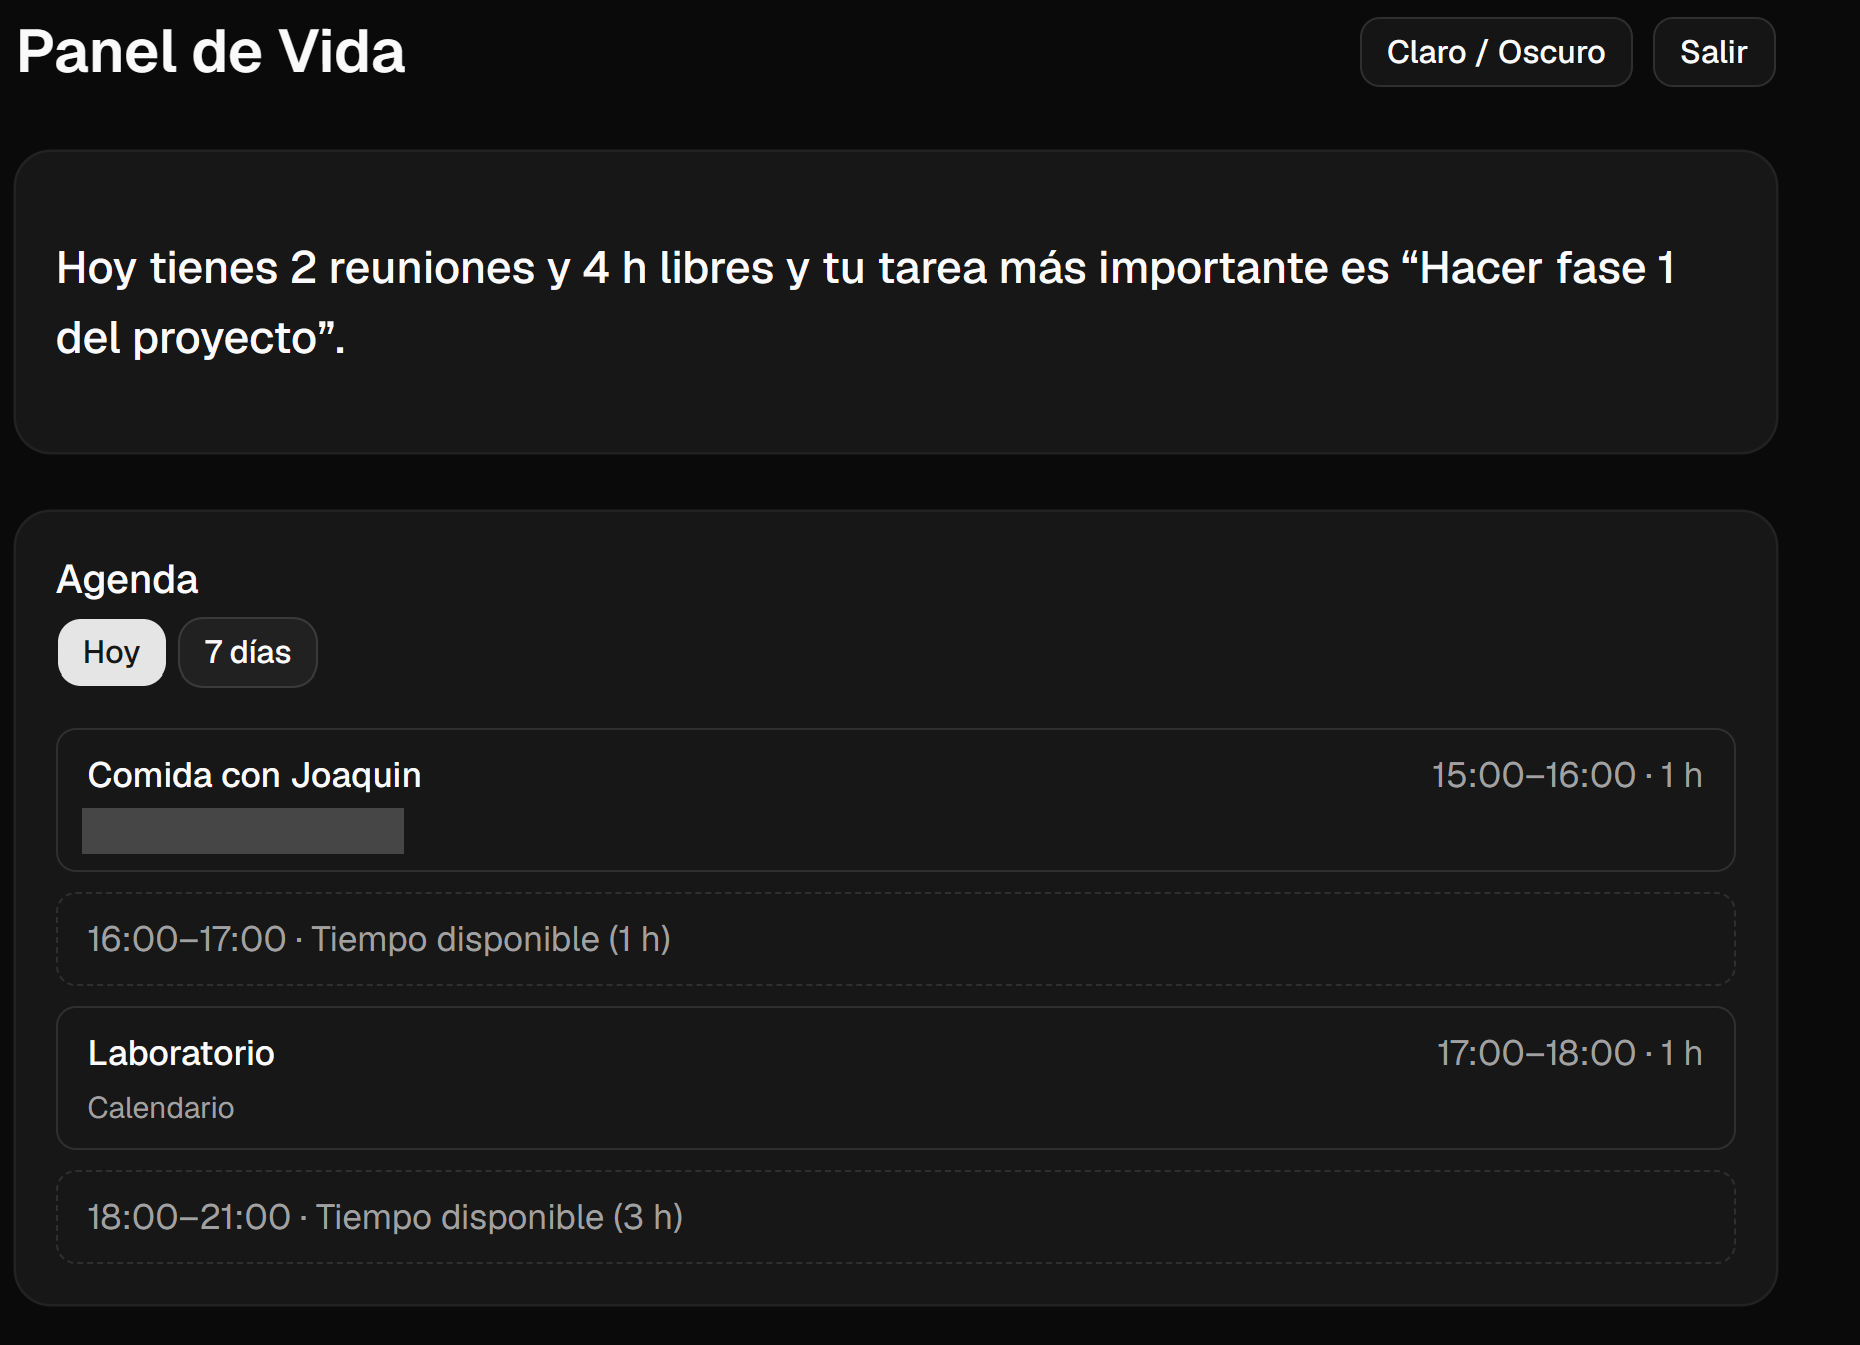 Panel de Vida
Claro / Oscuro
Salir
Hoy tienes 2 reuniones y 4 h libres y tu tarea más importante es “Hacer fase 1
del proyecto”.
Agenda
Hoy
7 días
Comida con Joaquin
15:00–16:00 · 1 h
16:00–17:00 · Tiempo disponible (1 h)
Laboratorio
17:00–18:00 · 1 h
Calendario
18:00–21:00 · Tiempo disponible (3 h)